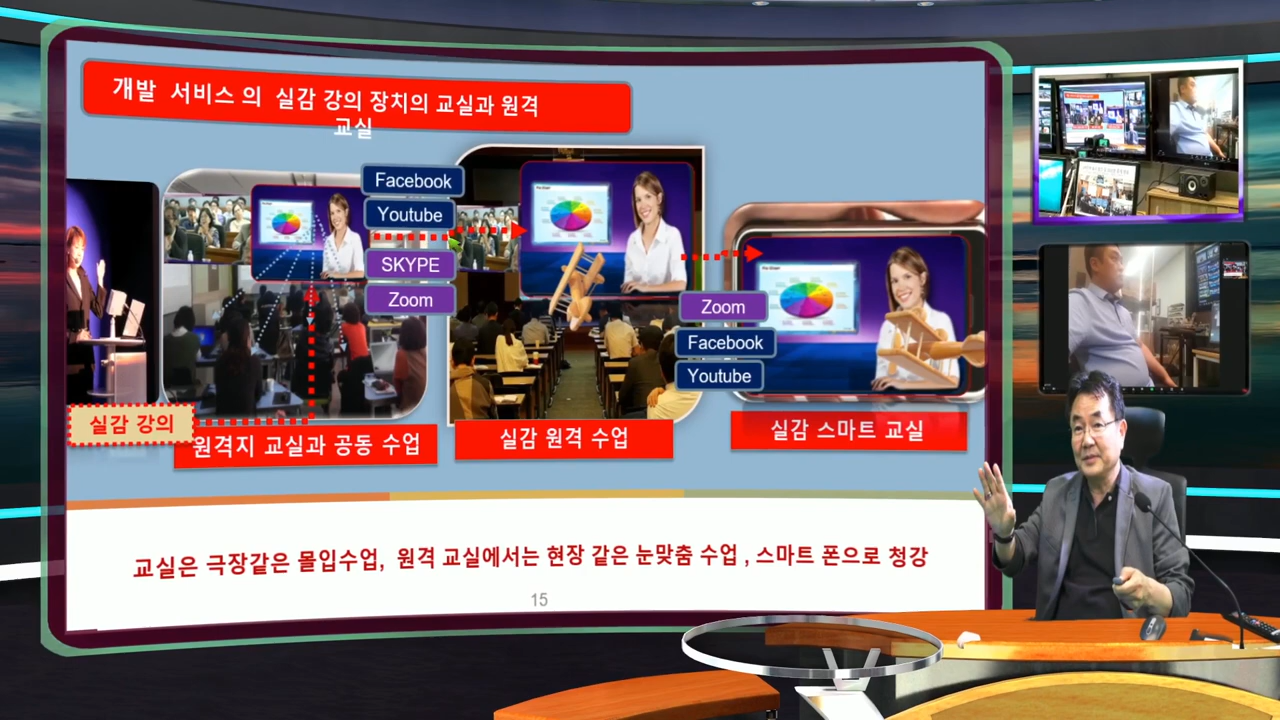 개발 서비스 의 실감 강의 장치의 교실과 원격
교실
Facebook
Youtube
SKYPE
Zoom
Zoom
Facebook
Youtube
실감 강의
원격지 교실과 공동 수업
실감 원격 수업
실감 스마트 교실
교실은 극장같은 몰입수업, 원격 교실에서는 현장 같은 눈맞춤 수업 , 스마트 폰으로 청강
15